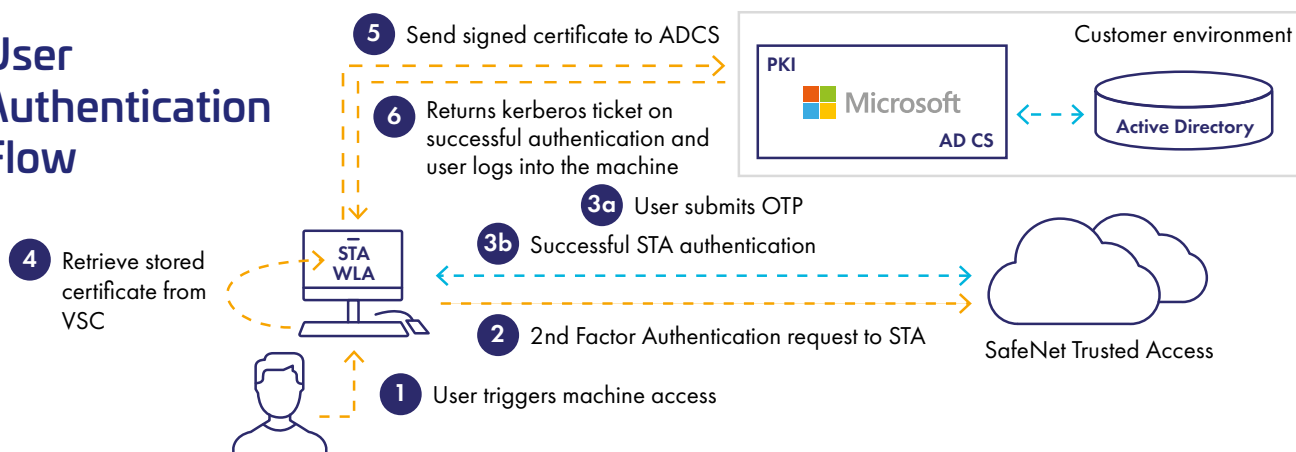 User
Authentication
Flow
5 Send signed certificate to ADCS
6 Returns kerberos ticket on
successful authentication and
user logs into the machine
Customer environment
PKI
Microsoft
AD CS
Active Directory
3a User submits OTP
3b Successful STA authentication
4 Retrieve stored
certificate from
VSC
STA
WLA
2 2nd Factor Authentication request to STA
SafeNet Trusted Access
1 User triggers machine access